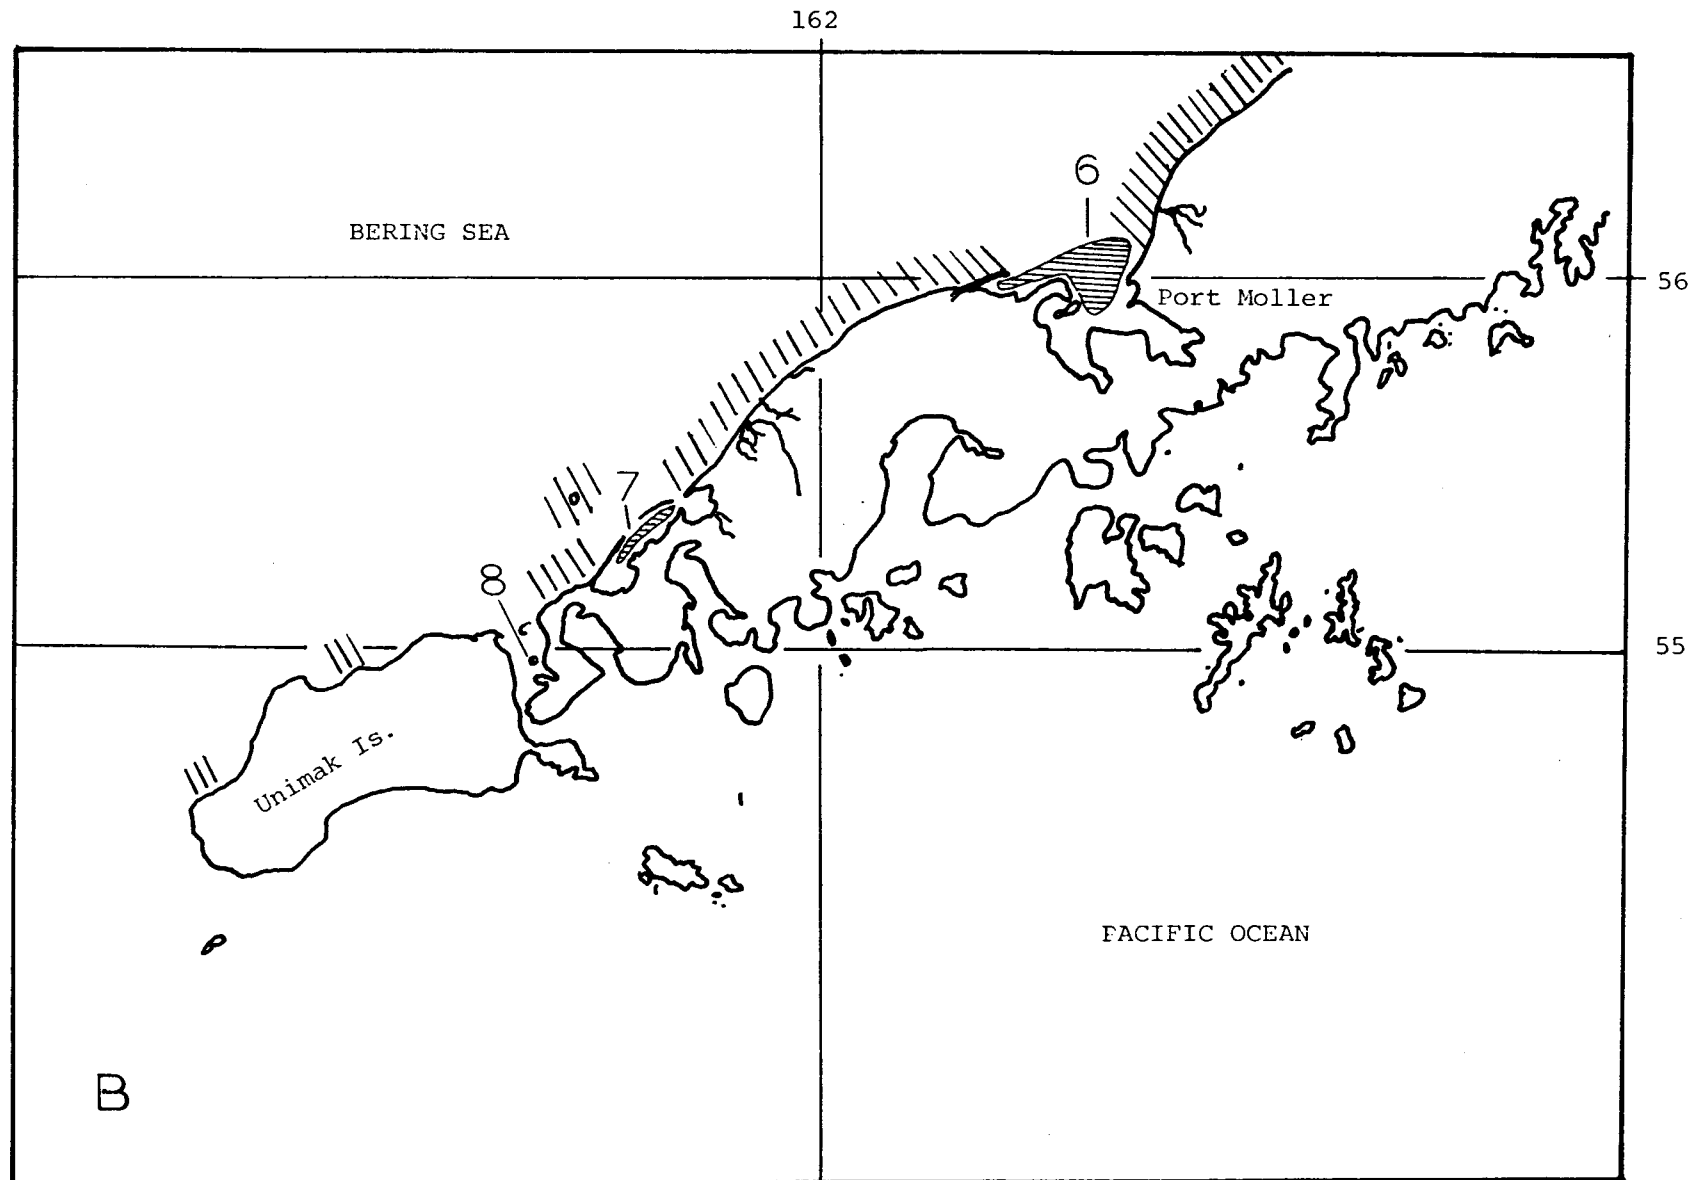 162
6
BERING SEA
56
Port Moller
7
8
55
Unimak Is.
PACIFIC OCEAN
B